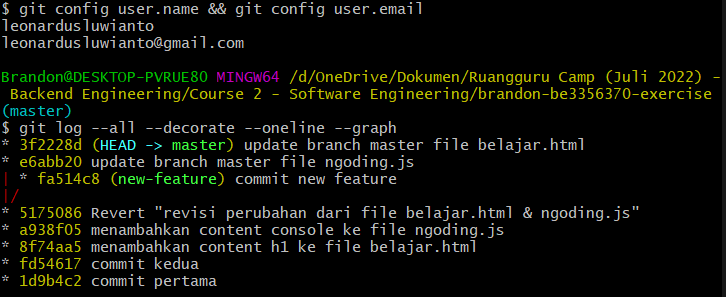 $ git config user.name && git config user.email
leonardusluwianto
leonardusluwianto@gmail.com
Brandon@DESKTOP-PVRUE80 MINGW64 /d/OneDrive/Dokumen/Ruangguru Camp (Juli 2022) -
 Backend Engineering/Course 2 - Software Engineering/brandon-be3356370-exercise
(master)
$ git log --all --decorate --oneline --graph
* 3f2228d (HEAD -> master) update branch master file belajar.html
* e6abb20 update branch master file ngoding.js
| * fa514c8 (new-feature) commit new feature
|/
* 5175086 Revert "revisi perubahan dari file belajar.html & ngoding.js"
* a938f05 menambahkan content console ke file ngoding.js
* 8f74aa5 menambahkan content h1 ke file belajar.html
* fd54617 commit kedua
* 1d9b4c2 commit pertama